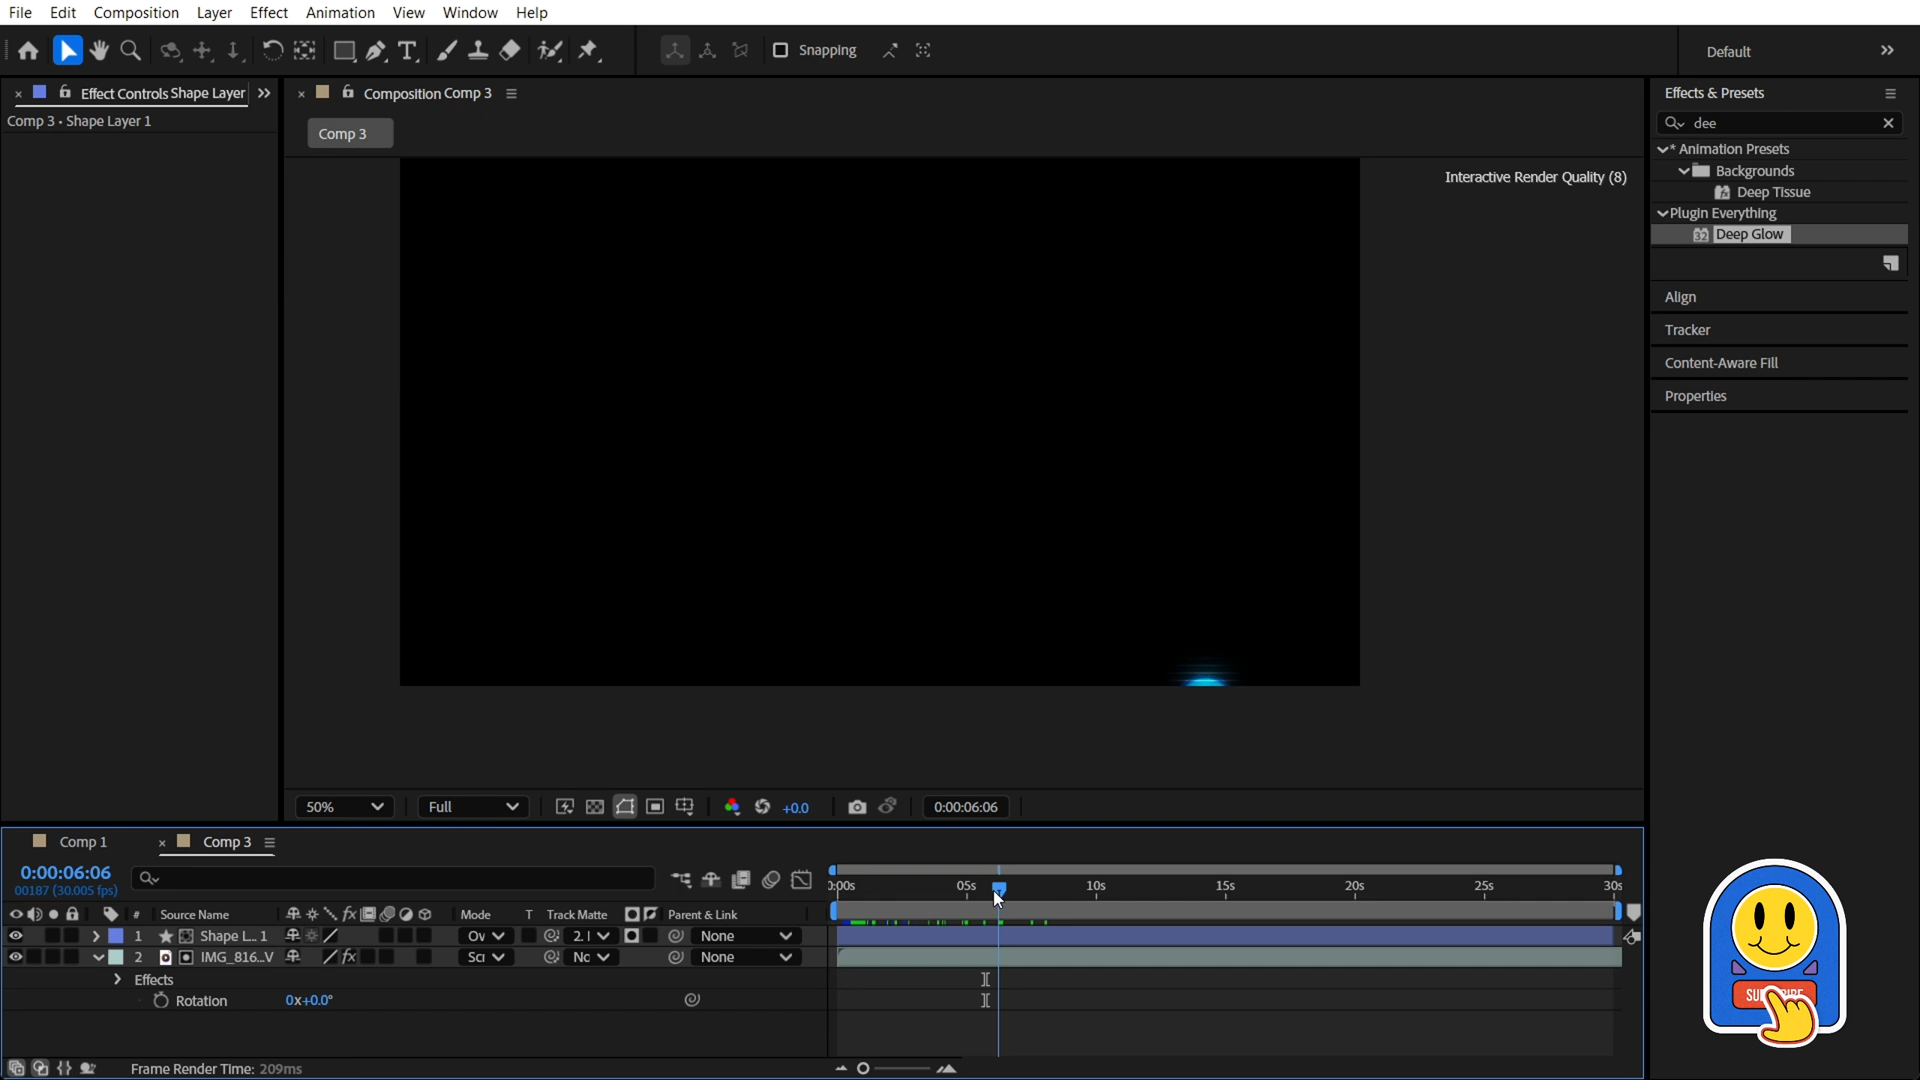 File Edit Composition Layer Effect Animation View Window Help
Snapping
Default
Effect Controls Shape Layer
Composition Comp 3
Effects & Presets
Comp 3 • Shape Layer 1
Comp 3
dee
* Animation Presets
Backgrounds
Deep Tissue
Plugin Everything
32 Deep Glow
Interactive Render Quality (8)
Align
Tracker
Content-Aware Fill
Properties
50% Full +0.0 0:00:06:06
Comp 1 Comp 3
0:00:06:06
00187 (30.005 fps)
0:00s 05s 10s 15s 20s 25s 30s
# Source Name fx Mode T Track Matte Parent & Link
1 Shape L... 1 Ov 2. I None
2 IMG_816...V fx Scr Nc None
Effects
Rotation 0x+0.0°
Frame Render Time: 209ms